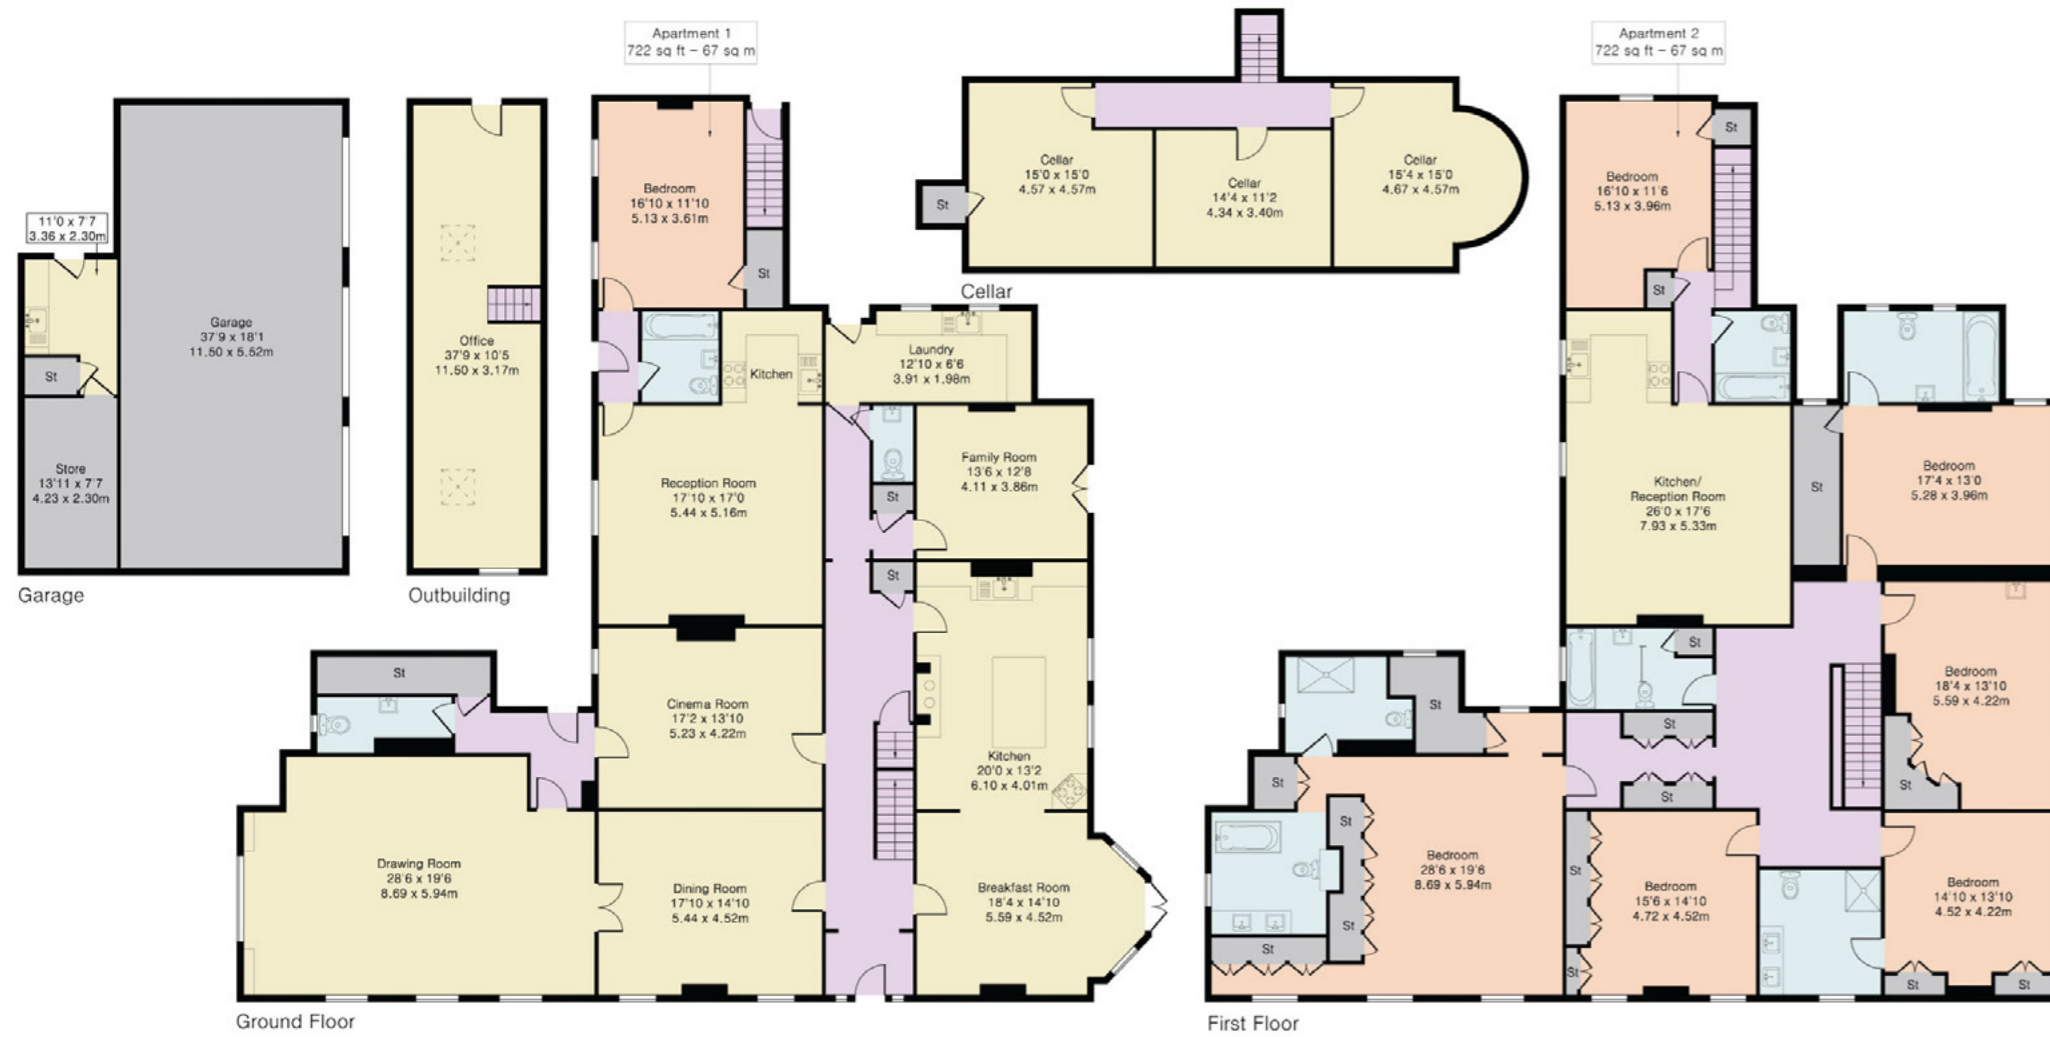 Apartment 1
722 sq ft – 67 sq m
11'0 x 7'7
3.36 x 2.30m
St
Store
13'11 x 7'7
4.23 x 2.30m
Garage
37'9 x 18'1
11.50 x 5.52m
Garage
Office
37'9 x 10'5
11.50 x 3.17m
Outbuilding
Bedroom
16'10 x 11'10
5.13 x 3.61m
St
Kitchen
Laundry
12'10 x 6'6
3.91 x 1.98m
Reception Room
17'10 x 17'0
5.44 x 5.16m
Family Room
13'6 x 12'8
4.11 x 3.86m
St
St
Cinema Room
17'2 x 13'10
5.23 x 4.22m
Kitchen
20'0 x 13'2
6.10 x 4.01m
St
Drawing Room
28'6 x 19'6
8.69 x 5.94m
Dining Room
17'10 x 14'10
5.44 x 4.52m
Breakfast Room
18'4 x 14'10
5.59 x 4.52m
Ground Floor
St
Cellar
15'0 x 15'0
4.57 x 4.57m
Cellar
14'4 x 11'2
4.34 x 3.40m
Cellar
15'4 x 15'0
4.67 x 4.57m
Cellar
Apartment 2
722 sq ft – 67 sq m
Bedroom
16'10 x 11'6
5.13 x 3.96m
St
St
Kitchen/
Reception Room
26'0 x 17'6
7.93 x 5.33m
St
Bedroom
17'4 x 13'0
5.28 x 3.96m
St
St
St
St
Bedroom
18'4 x 13'10
5.59 x 4.22m
St
St
St
St
St
Bedroom
28'6 x 19'6
8.69 x 5.94m
St
St
Bedroom
15'6 x 14'10
4.72 x 4.52m
Bedroom
14'10 x 13'10
4.52 x 4.22m
St
St
First Floor